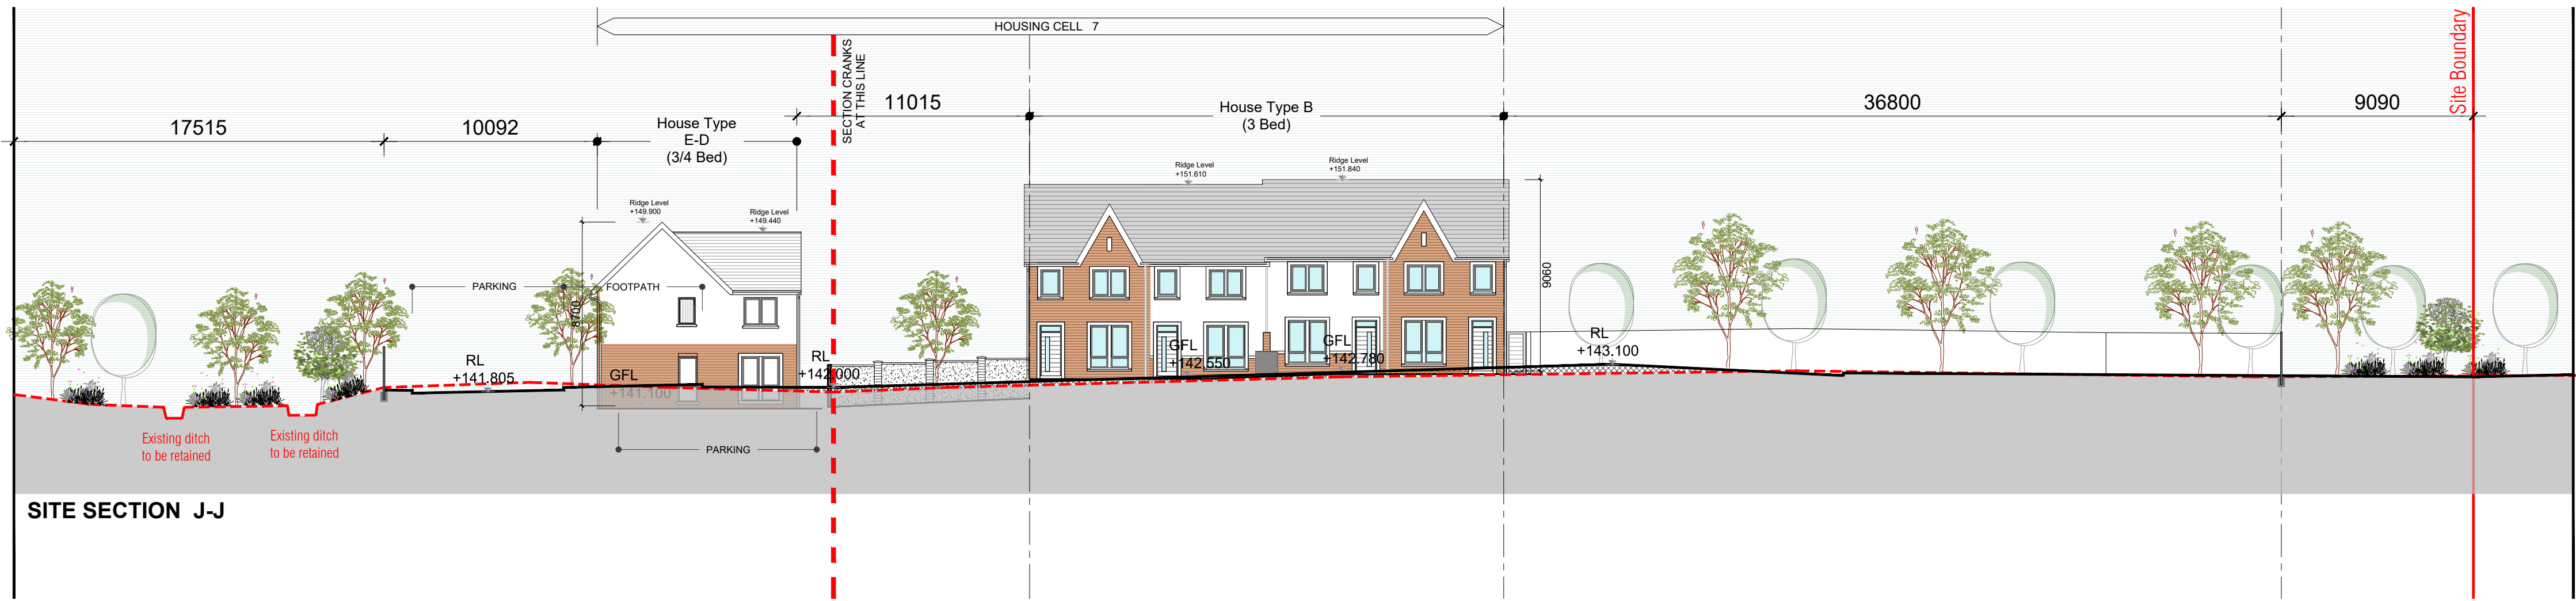 HOUSING CELL 7
Site Boundary
SECTION CRANKS
AT THIS LINE
17515
10092
House Type
E-D
(3/4 Bed)
11015
House Type B
(3 Bed)
36800
9090
Ridge Level
+149.900
Ridge Level
+149.440
Ridge Level
+151.610
Ridge Level
+151.840
PARKING
FOOTPATH
8700
9060
RL
+141.805
GFL
+141.100
RL
+142.000
GFL
+142.550
GFL
+142.780
RL
+143.100
Existing ditch
to be retained
Existing ditch
to be retained
PARKING
SITE SECTION J-J